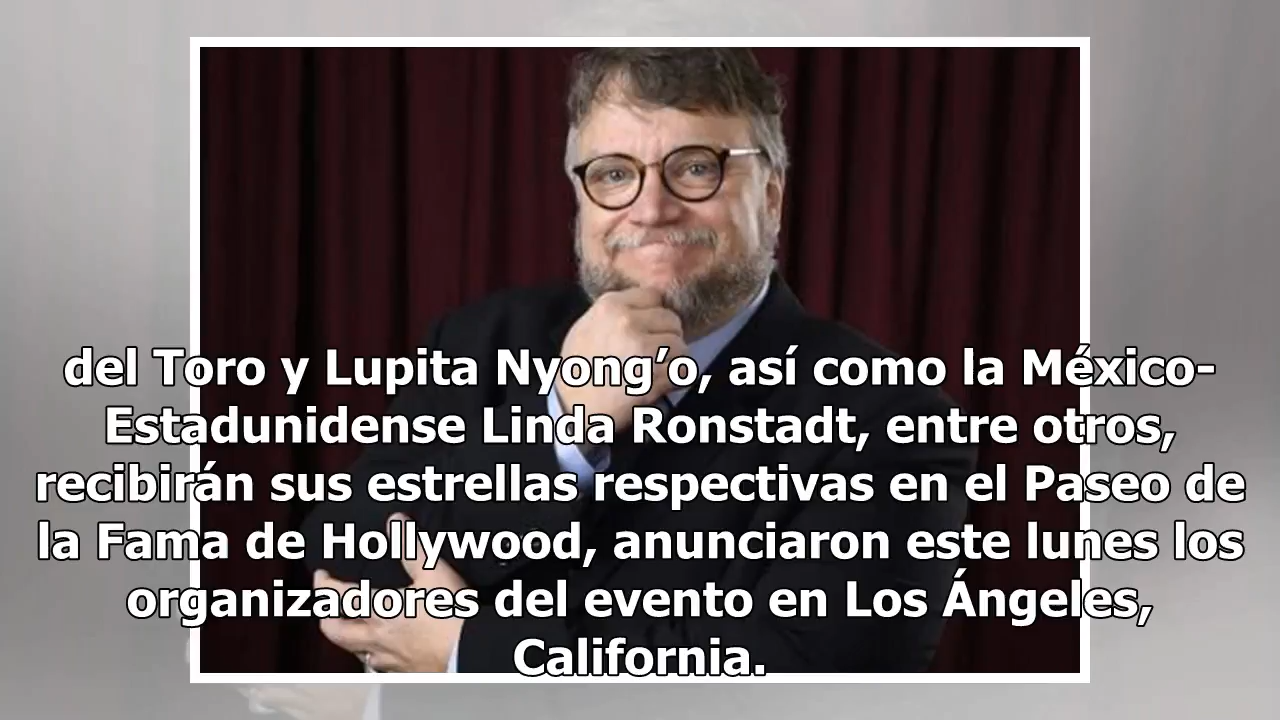 del Toro y Lupita Nyong’o, así como la México-
Estadunidense Linda Ronstadt, entre otros,
recibirán sus estrellas respectivas en el Paseo de
la Fama de Hollywood, anunciaron este lunes los
organizadores del evento en Los Ángeles,
California.